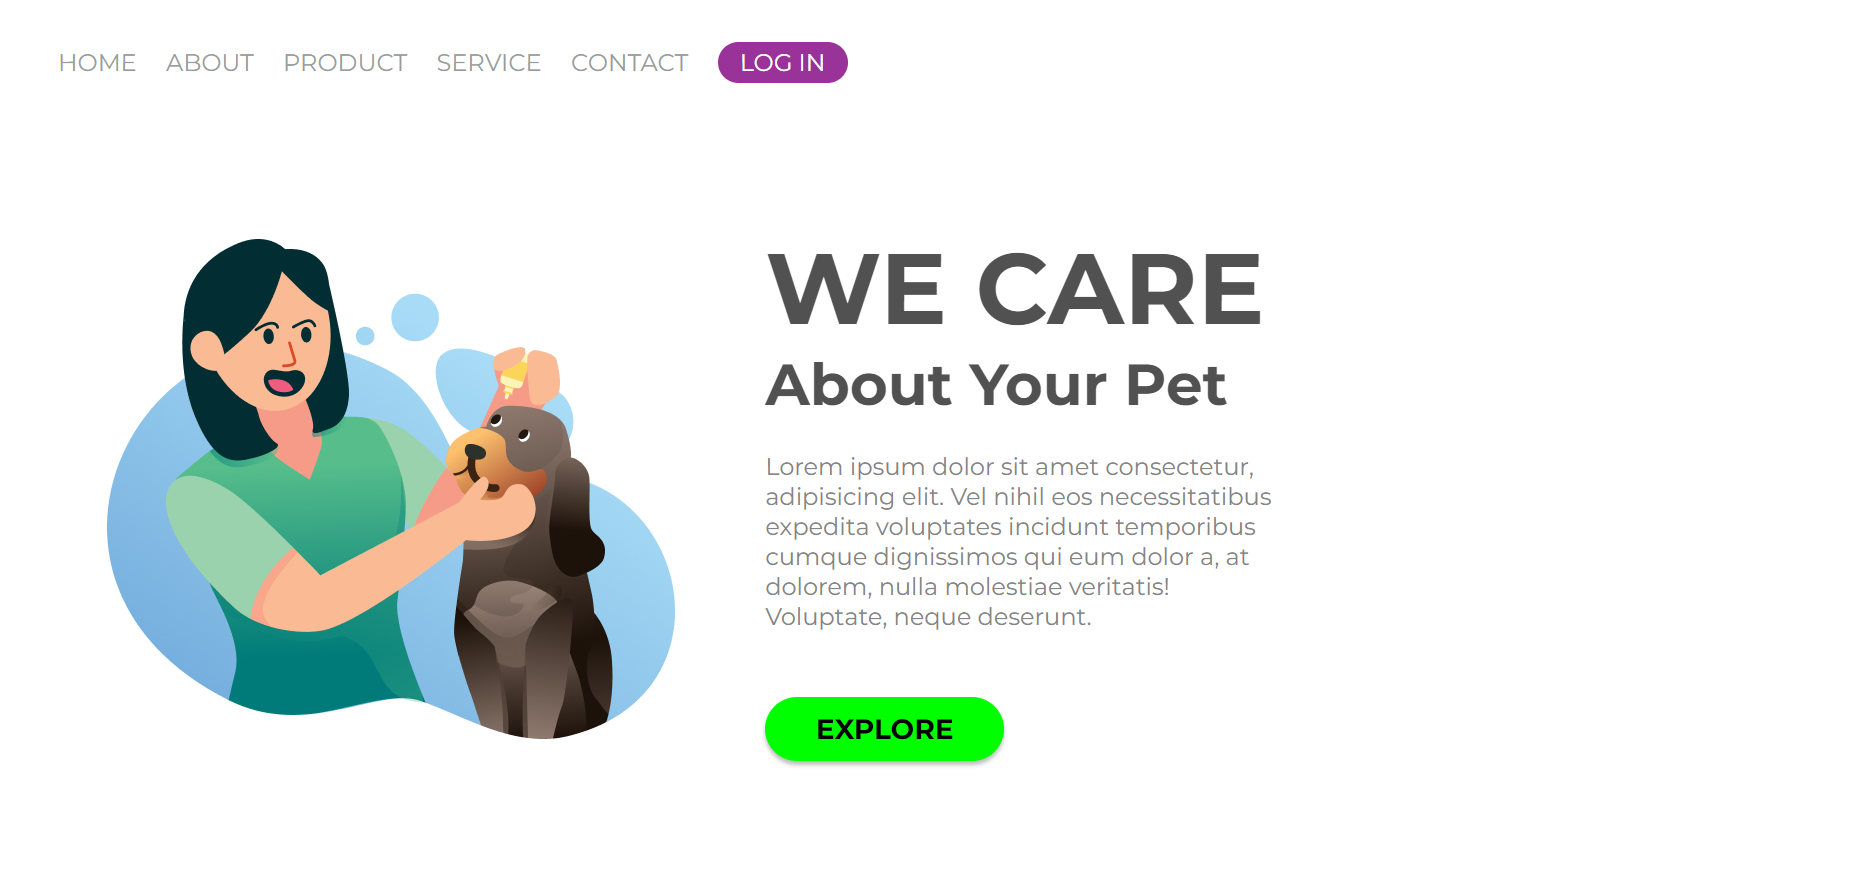 HOME ABOUT PRODUCT SERVICE CONTACT LOG IN
WE CARE
About Your Pet
Lorem ipsum dolor sit amet consectetur,
adipisicing elit. Vel nihil eos necessitatibus
expedita voluptates incidunt temporibus
cumque dignissimos qui eum dolor a, at
dolorem, nulla molestiae veritatis!
Voluptate, neque deserunt.
EXPLORE